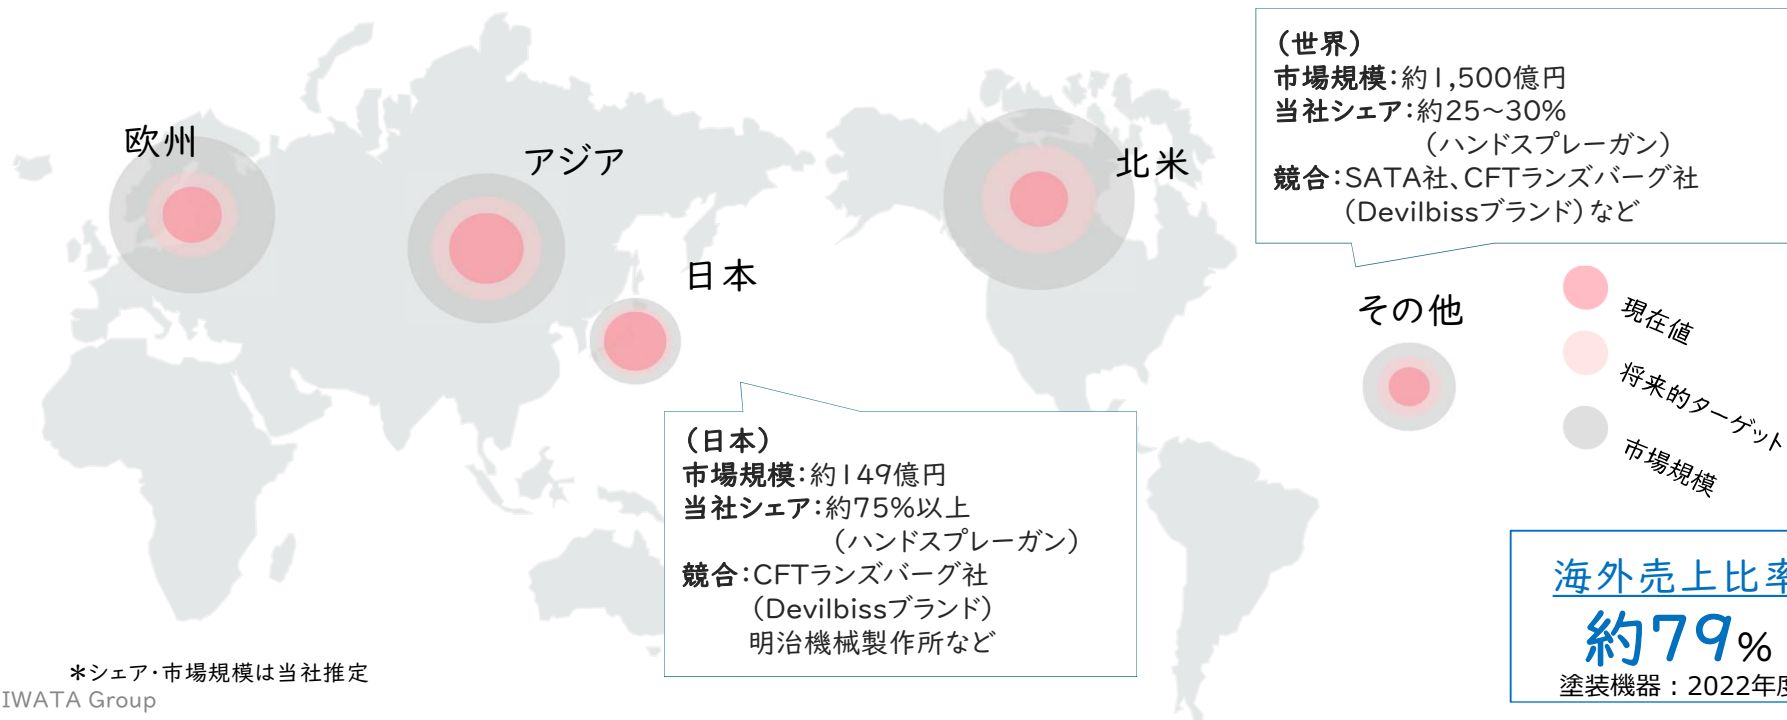 欧州
アジア
日本
北米
その他
（世界）
市場規模：約1,500億円
当社シェア：約25～30%
（ハンドスプレーガン）
競合：SATA社、CFTランズバーグ社
（Devilbissブランド）など
現在値
将来的ターゲット
市場規模
（日本）
市場規模：約149億円
当社シェア：約75%以上
（ハンドスプレーガン）
競合：CFTランズバーグ社
（Devilbissブランド）
明治機械製作所など
海外売上比率
約79%
塗装機器：2022年度
＊シェア・市場規模は当社推定
IWATA Group